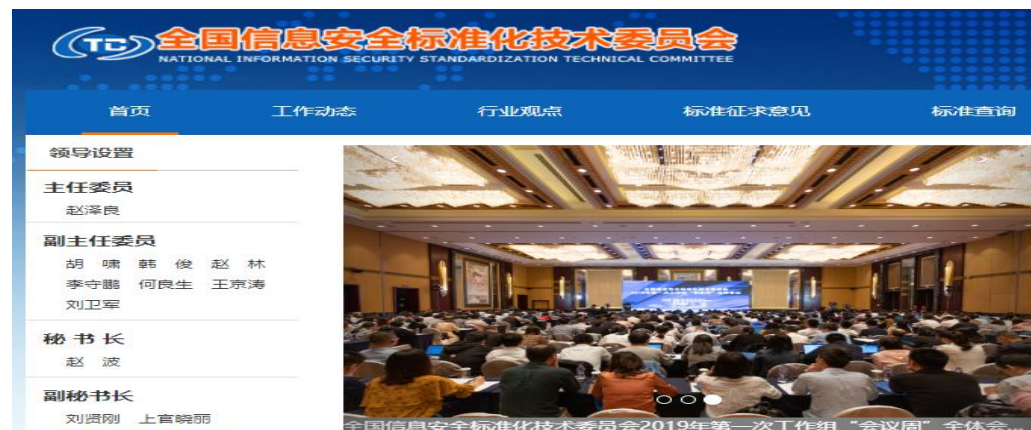 TC
全国信息安全标准化技术委员会
NATIONAL INFORMATION SECURITY STANDARDIZATION TECHNICAL COMMITTEE
首页 工作动态 行业观点 标准征求意见 标准查询
领导设置
主任委员
赵泽良
副主任委员
胡 啸 韩 俊 赵 林
李守鹏 何良生 王京涛
刘卫军
秘 书 长
赵 波
副秘书长
刘贤刚 上官晓丽
全国信息安全标准化技术委员会2019年第一次工作组“会议周”全体会...